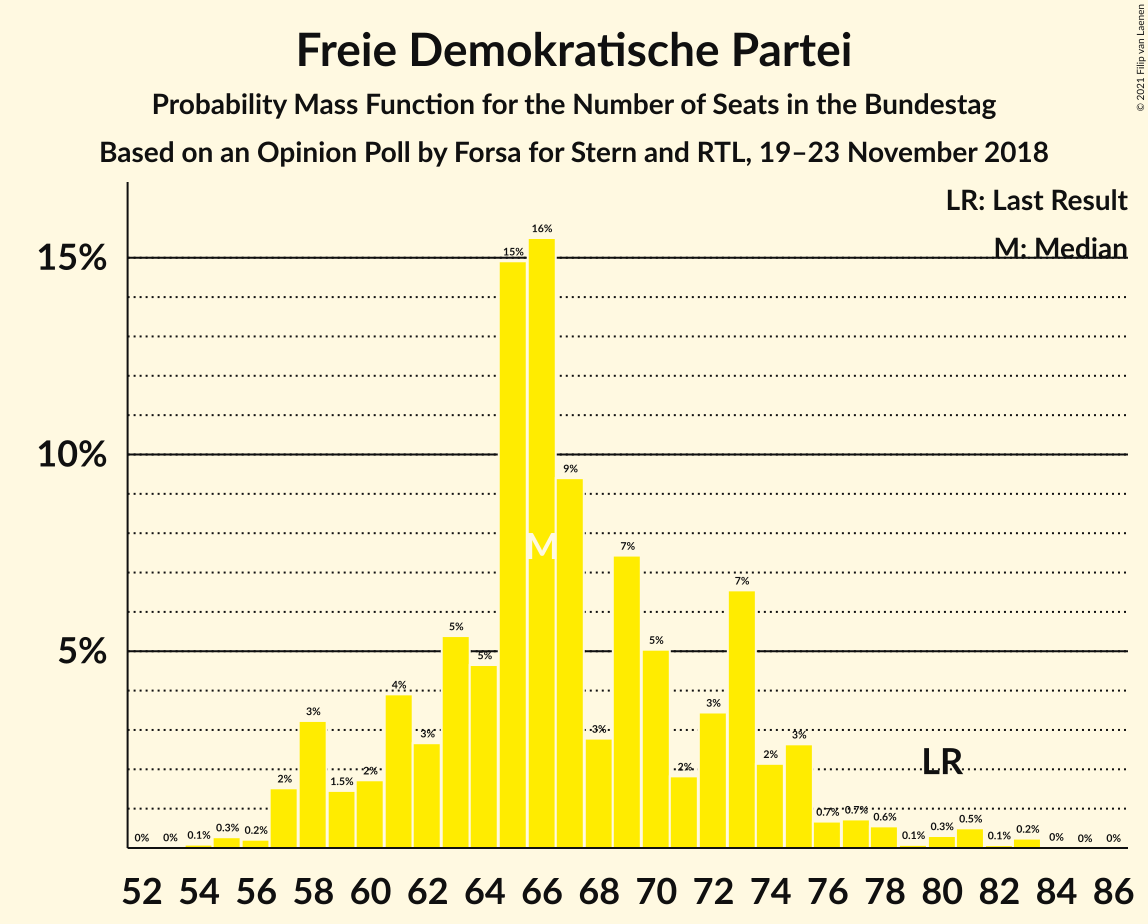 Freie Demokratische Partei
Probability Mass Function for the Number of Seats in the Bundestag
Based on an Opinion Poll by Forsa for Stern and RTL, 19–23 November 2018
© 2021 Filip van Laenen
LR: Last Result
M: Median
15%
10%
5%
0% 0% 0.1% 0.3% 0.2% 2% 3% 1.5% 2% 4% 3% 5% 5% 15% 16% 9% 3% 7% 5% 2% 3% 7% 2% 3% 0.7% 0.7% 0.6% 0.1% 0.3% 0.5% 0.1% 0.2% 0% 0% 0%
M
LR
52 54 56 58 60 62 64 66 68 70 72 74 76 78 80 82 84 86